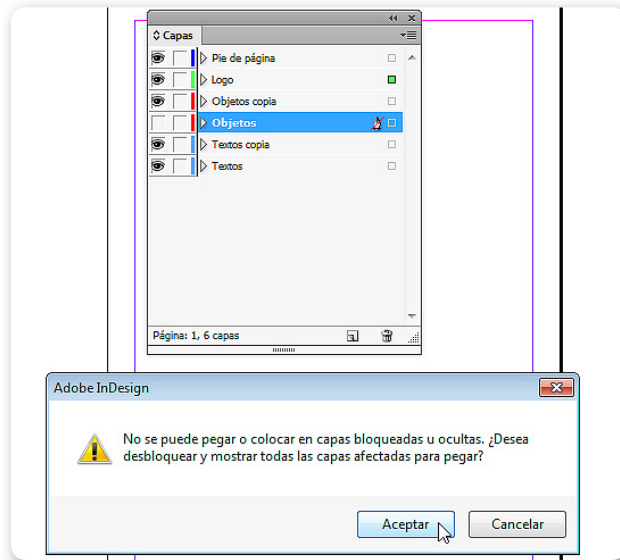 Capas
Pie de página
Logo
Objetos copia
Objetos
Textos copia
Textos
Página: 1, 6 capas
Adobe InDesign
No se puede pegar o colocar en capas bloqueadas u ocultas. ¿Desea
desbloquear y mostrar todas las capas afectadas para pegar?
Aceptar
Cancelar